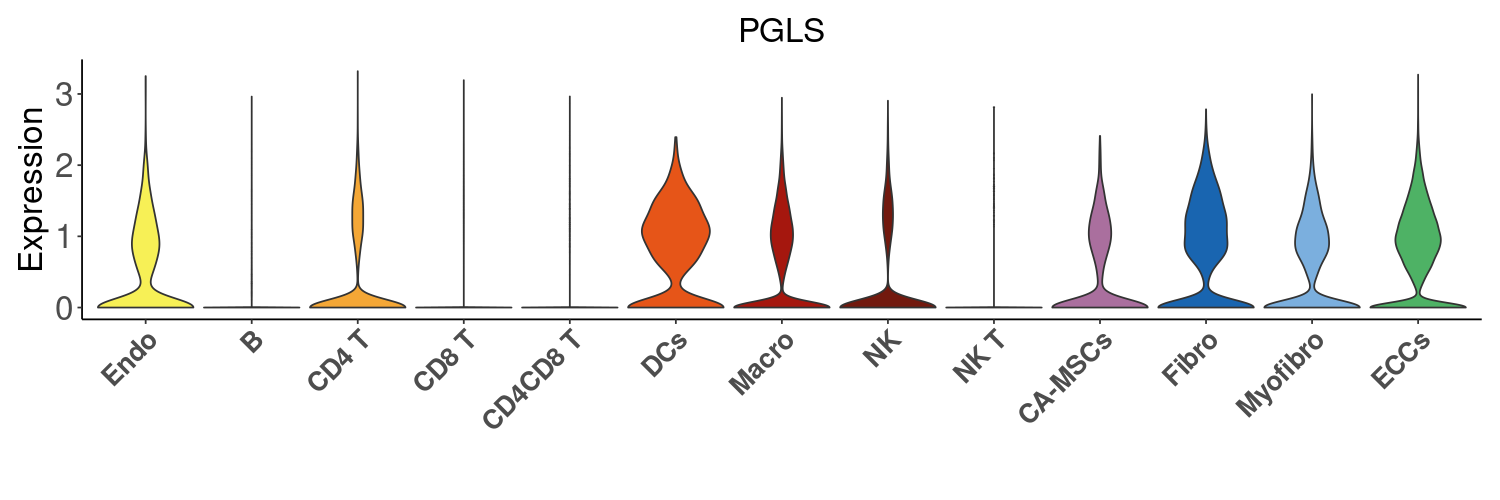 PGLS
Expression
3
2
1
0
Endo
B
CD4 T
CD8 T
CD4CD8 T
DCs
Macro
NK
NK T
CA-MSCs
Fibro
Myofibro
ECCs